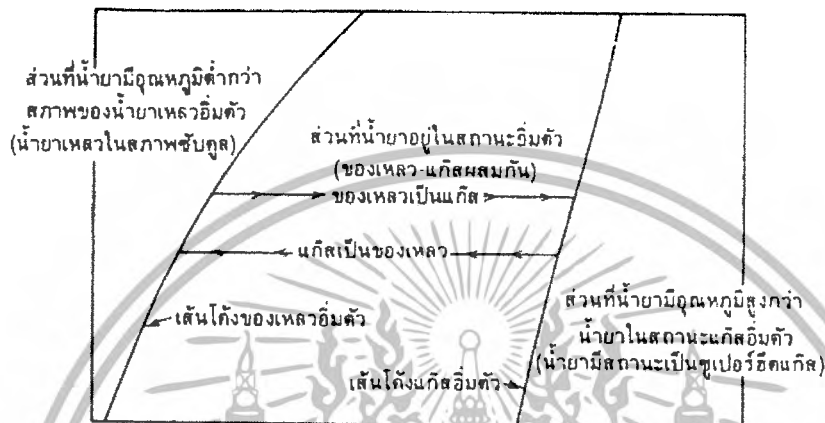 ส่วนที่น้ำยามีอุณหภูมิต่ำกว่า
สภาพของน้ำยาเหลวอิ่มตัว
(น้ำยาเหลวในสภาพซับคูล)
ส่วนที่น้ำยาอยู่ในสถานะอิ่มตัว
(ของเหลว-แก๊สผสมกัน)
ของเหลวเป็นแก๊ส
แก๊สเป็นของเหลว
เส้นโค้งของเหลวอิ่มตัว
ส่วนที่น้ำยามีอุณหภูมิสูงกว่า
น้ำยาในสถานะแก๊สอิ่มตัว
(น้ำยามีสถานะเป็นซูเปอร์ฮีตแก๊ส)
เส้นโค้งแก๊สอิ่มตัว